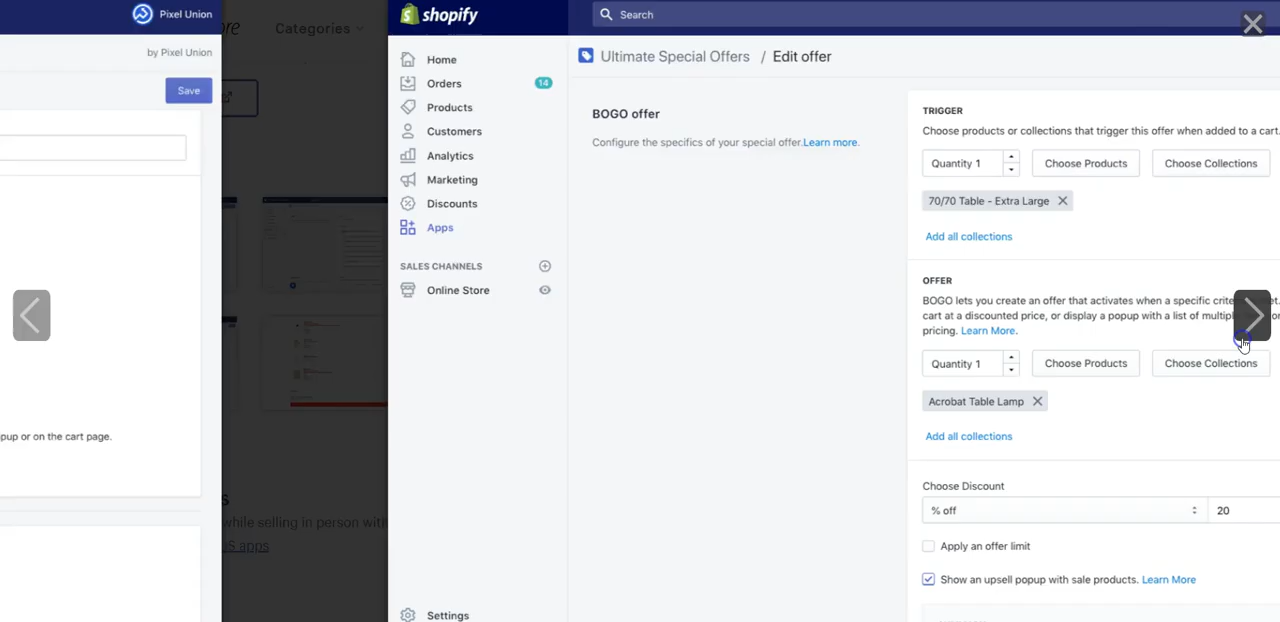 Pixel Union
by Pixel Union
Save
pup or on the cart page.
re
Categories
s
while selling in person with
S apps
shopify
Search
Home
Orders
14
Products
Customers
Analytics
Marketing
Discounts
Apps
SALES CHANNELS
Online Store
Settings
Ultimate Special Offers / Edit offer
BOGO offer
Configure the specifics of your special offer.Learn more.
TRIGGER
Choose products or collections that trigger this offer when added to a cart.
Quantity 1
Choose Products
Choose Collections
70/70 Table - Extra Large
Add all collections
OFFER
BOGO lets you create an offer that activates when a specific crite et.
cart at a discounted price, or display a popup with a list of multip or
pricing. Learn More.
Quantity 1
Choose Products
Choose Collections
Acrobat Table Lamp
Add all collections
Choose Discount
% off
20
Apply an offer limit
Show an upsell popup with sale products. Learn More